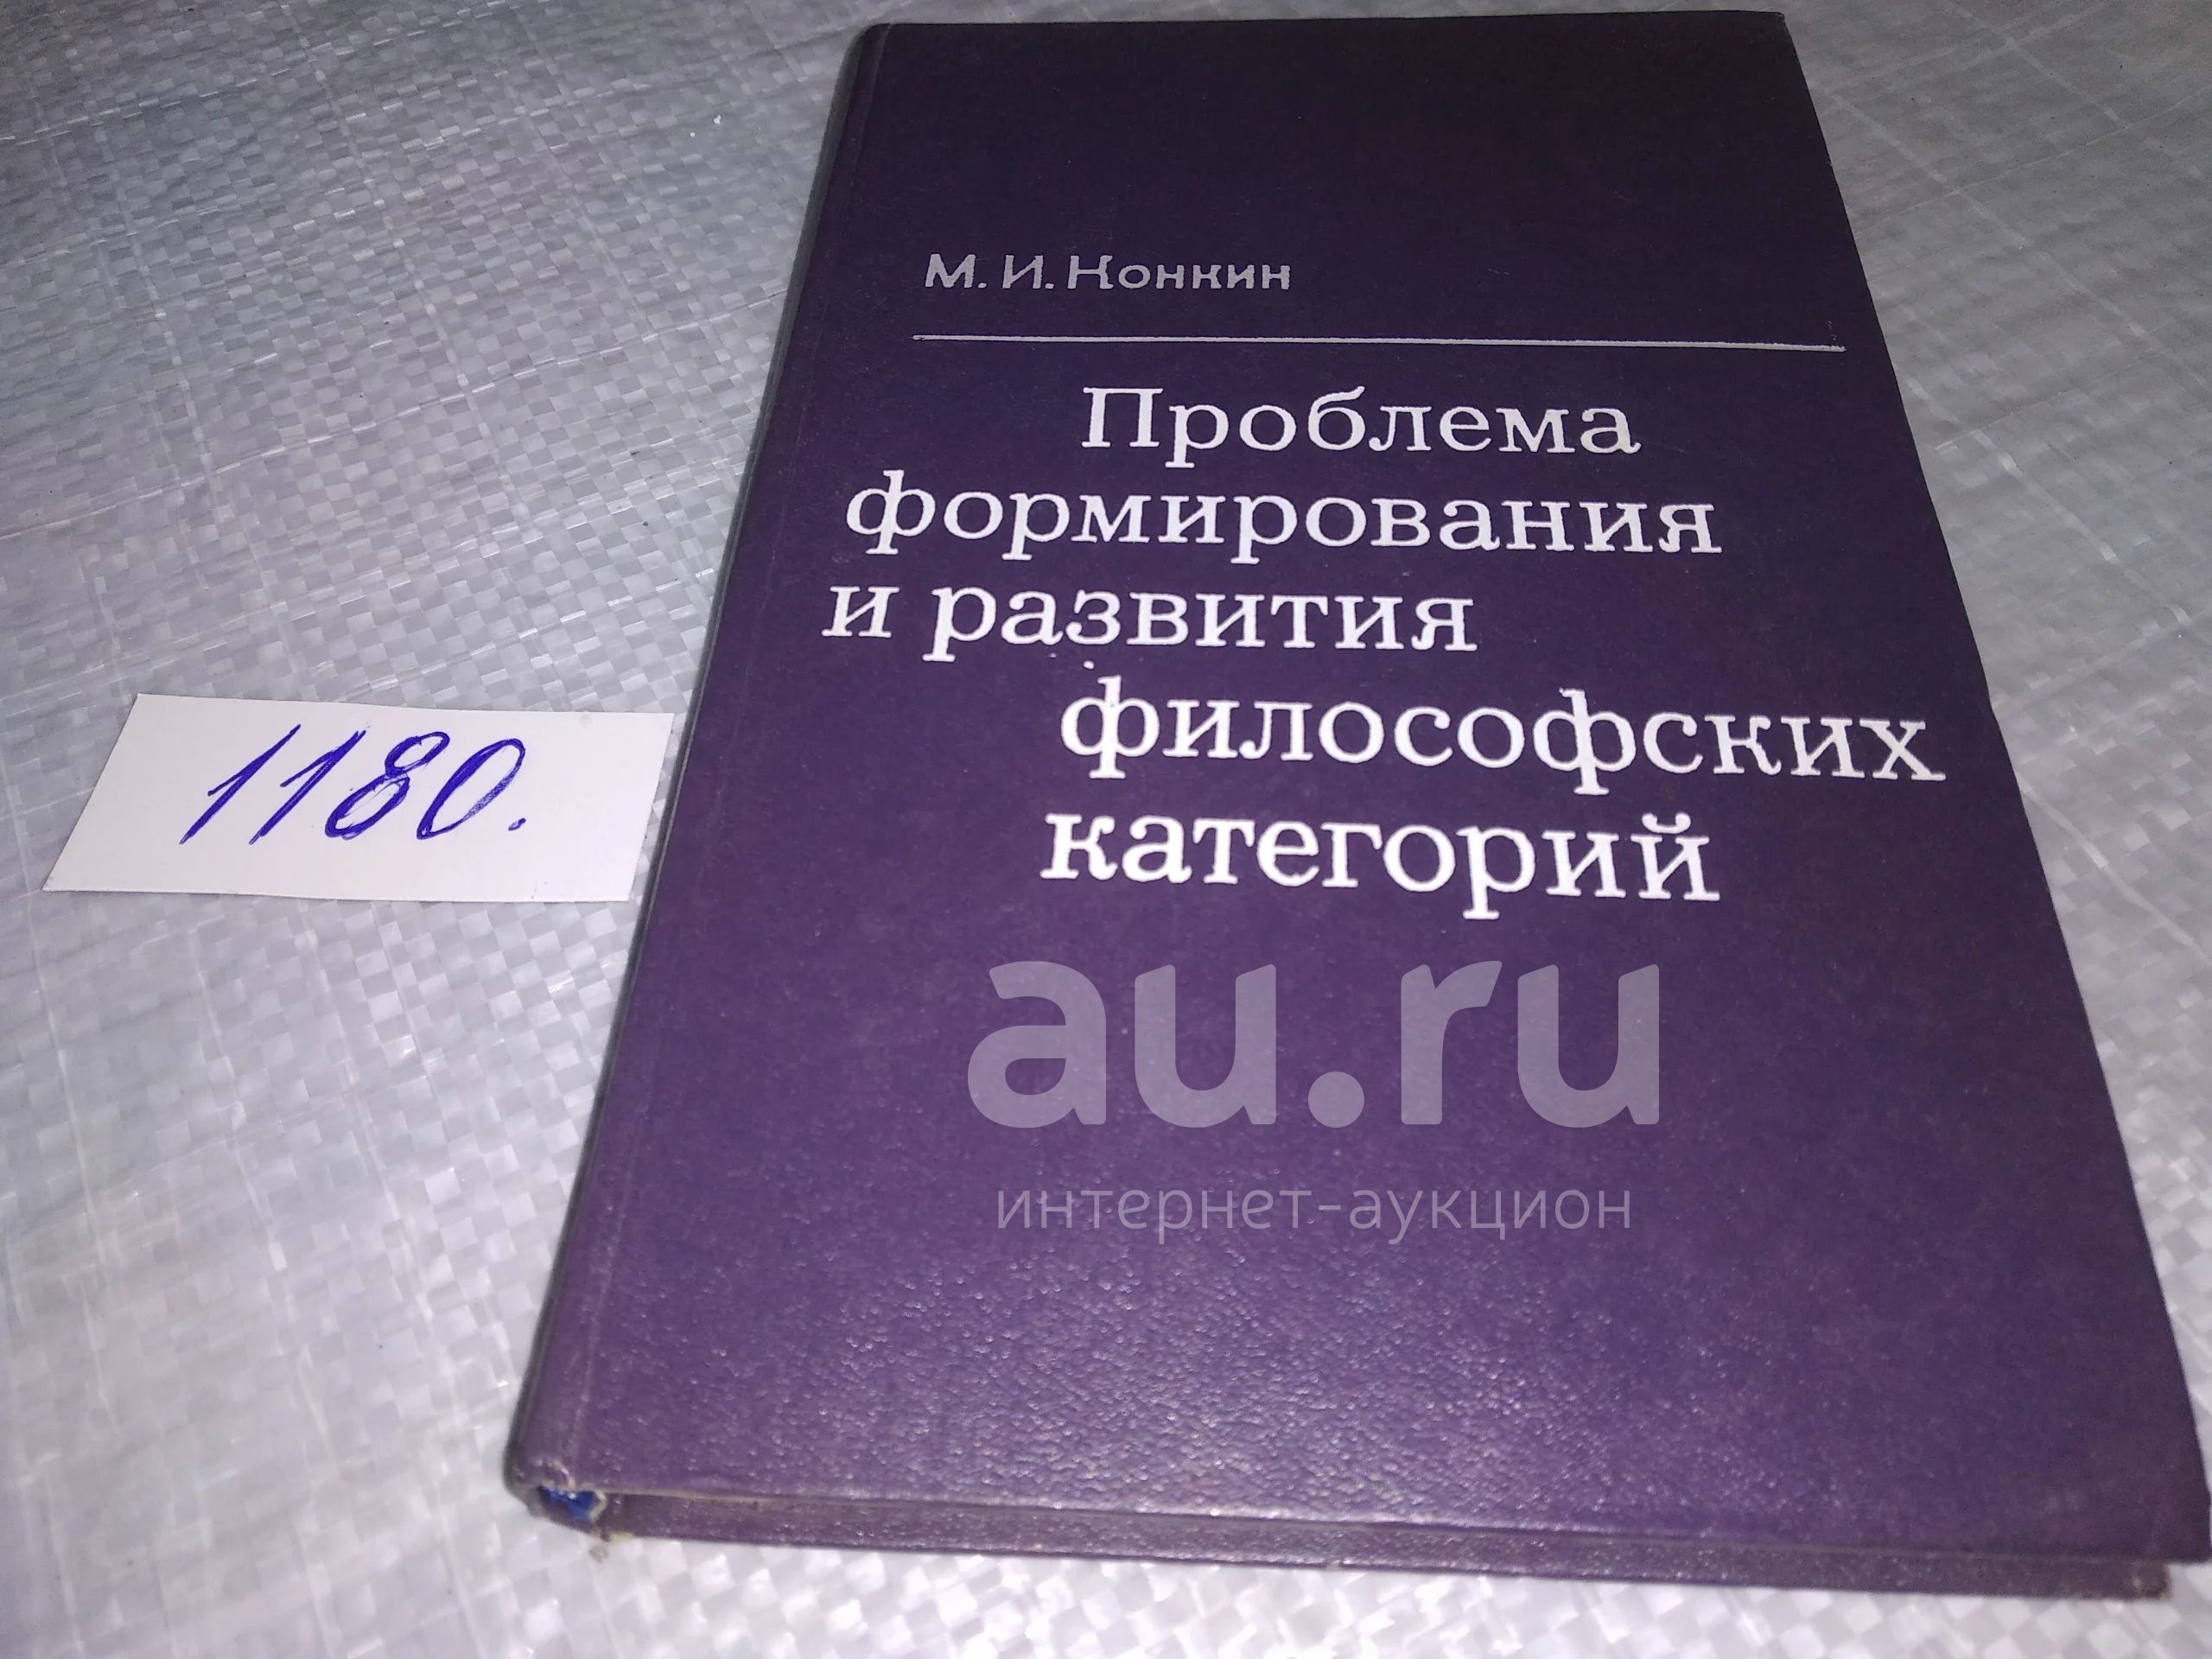 М. И. Конкин
Проблема
формирования
и развития
философских
категорий
1180.
au.ru
интернет-аукцион